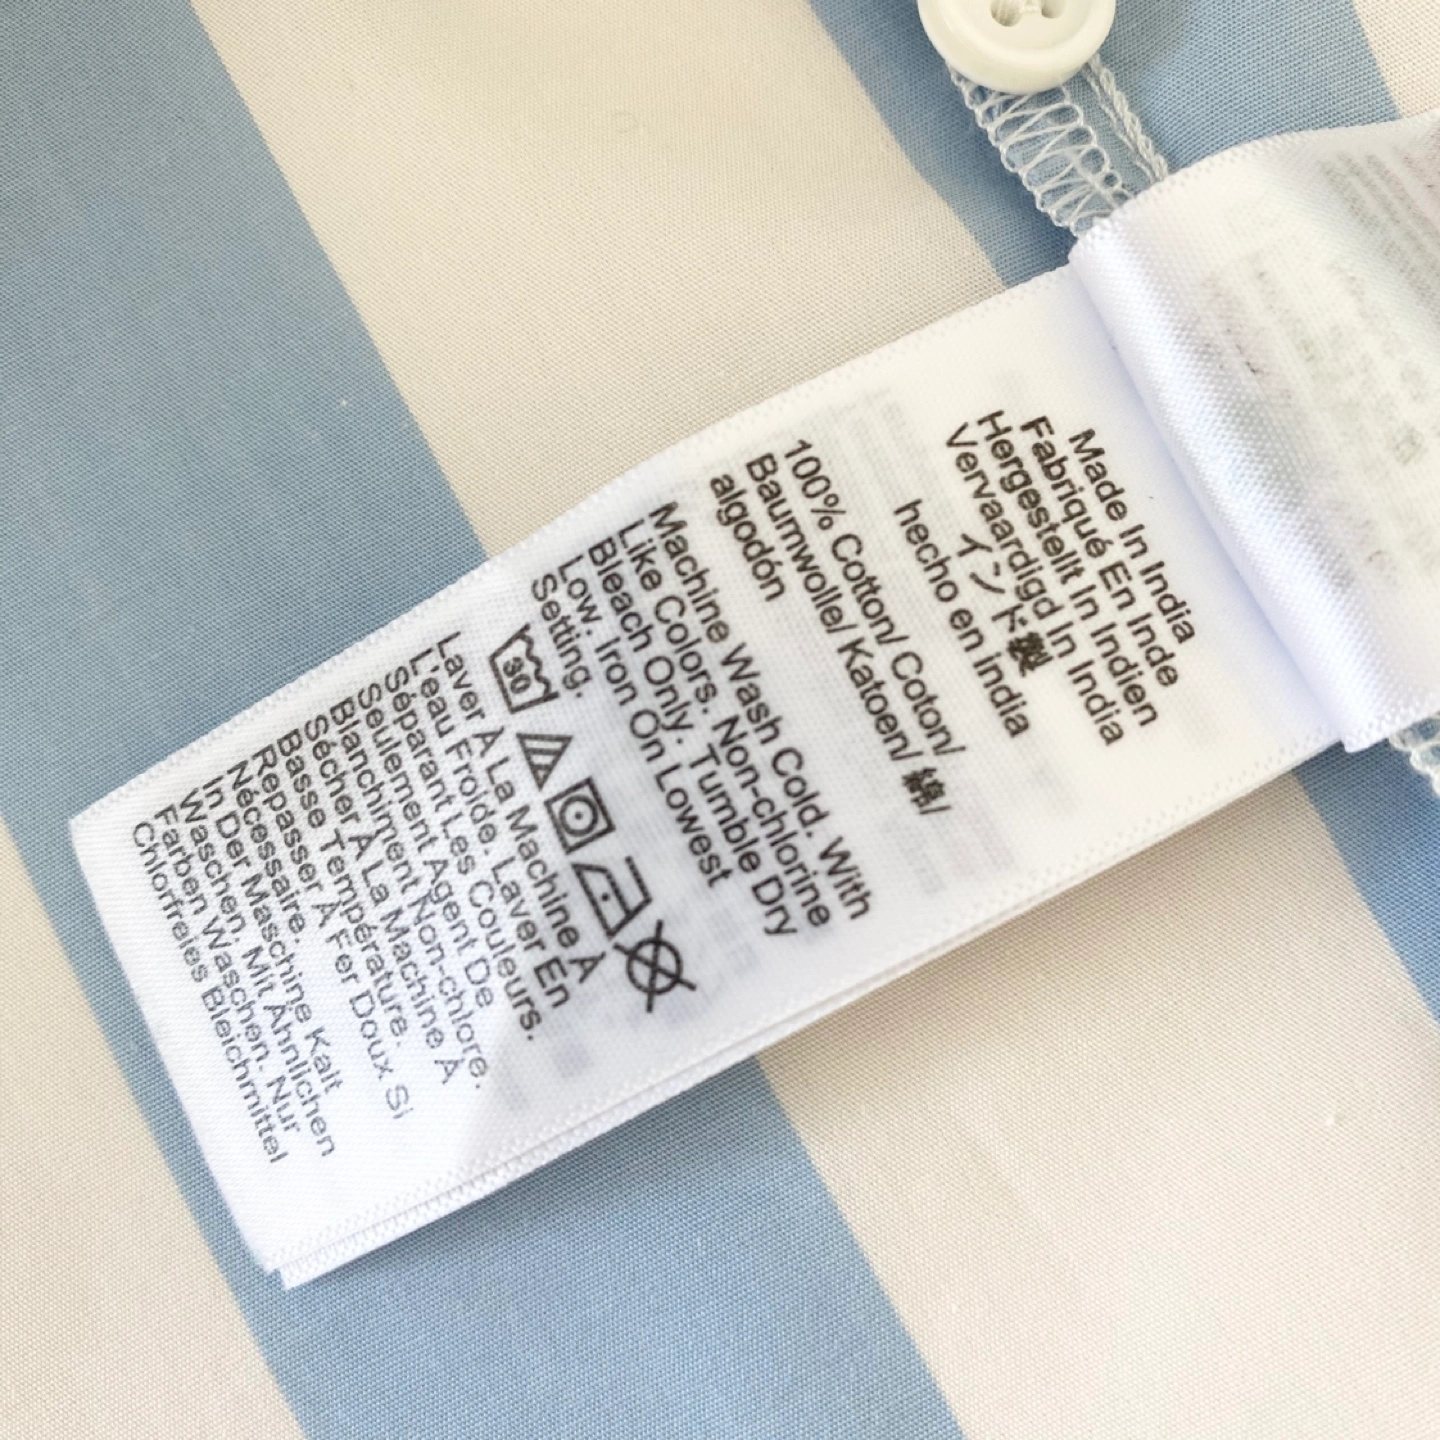 Made In India
Fabriqué En Inde
Hergestellt In Indien
Vervaardigd In India
インド製
hecho en India
100% Cotton/ Coton/
Baumwolle/ Katoen/ 綿/
algodón
Machine Wash Cold. With
Like Colors. Non-chlorine
Bleach Only. Tumble Dry
Low. Iron On Lowest
Setting.
30
Laver À La Machine À
L'eau Froide. Laver En
Séparant Les Couleurs.
Seulement Agent De
Blanchiment Non-chlore.
Sécher À La Machine À
Basse Température.
Repasser À Fer Doux Si
Nécessaire.
In Der Maschine Kalt
Waschen. Mit Ähnlichen
Farben Waschen. Nur
Chlorfreies Bleichmittel